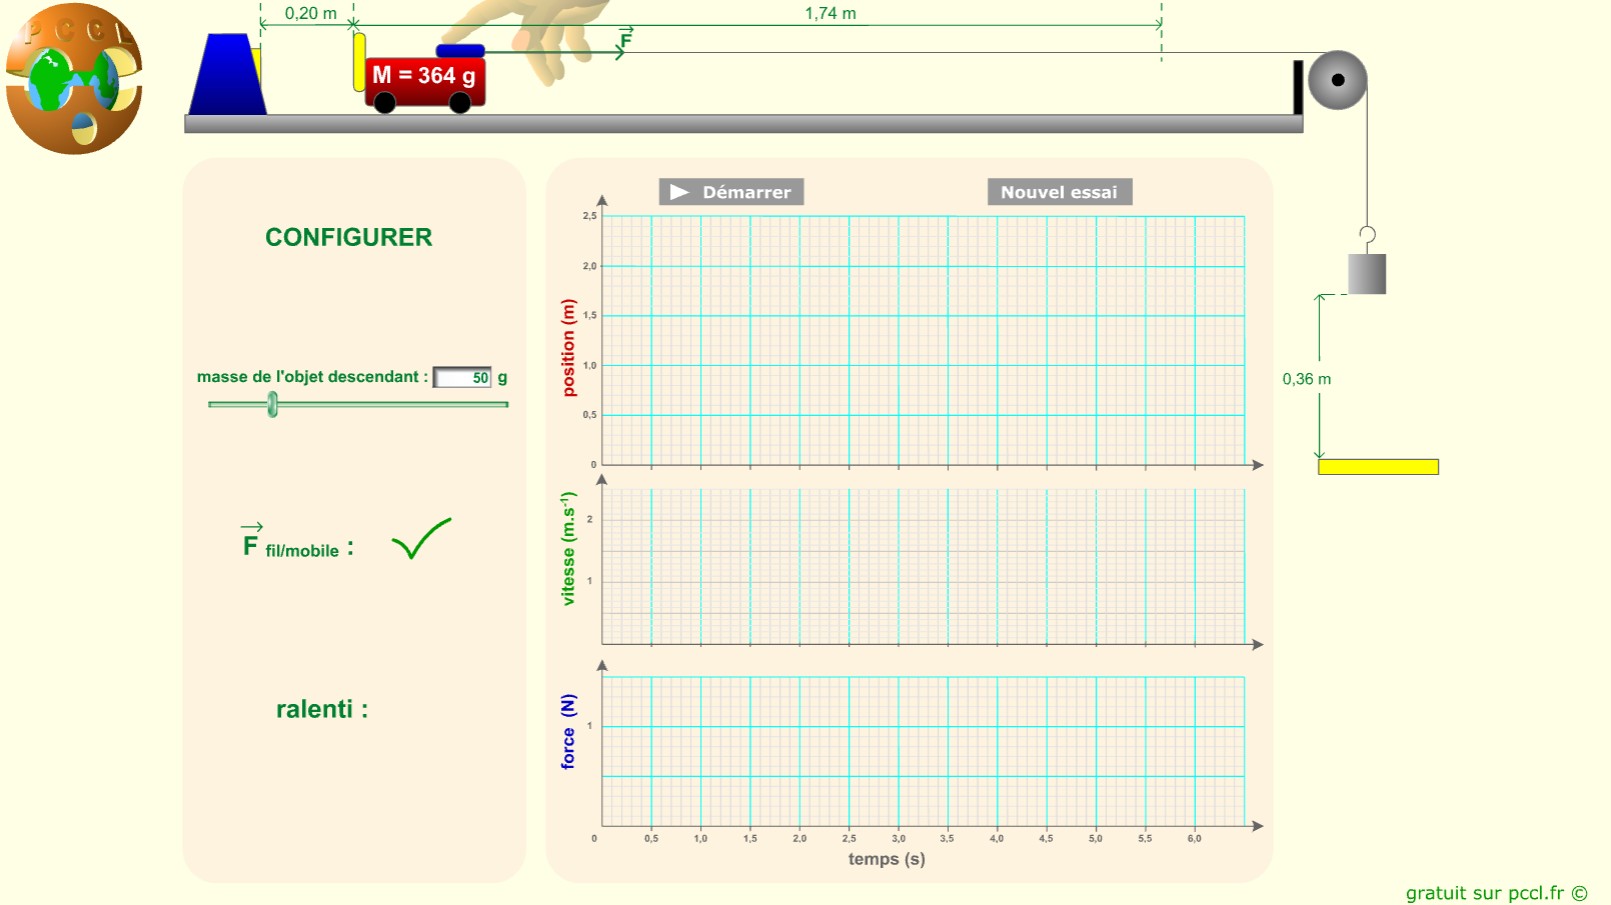 0,20 m
1,74 m
P C C L
F
M = 364 g
Démarrer
Nouvel essai
CONFIGURER
masse de l'objet descendant : 50 g
F fil/mobile :
ralenti :
position (m)
2,5
2,0
1,5
1,0
0,5
0
vitesse (m.s-1)
2
1
force (N)
1
0 0,5 1,0 1,5 2,0 2,5 3,0 3,5 4,0 4,5 5,0 5,5 6,0
temps (s)
0,36 m
gratuit sur pccl.fr ©